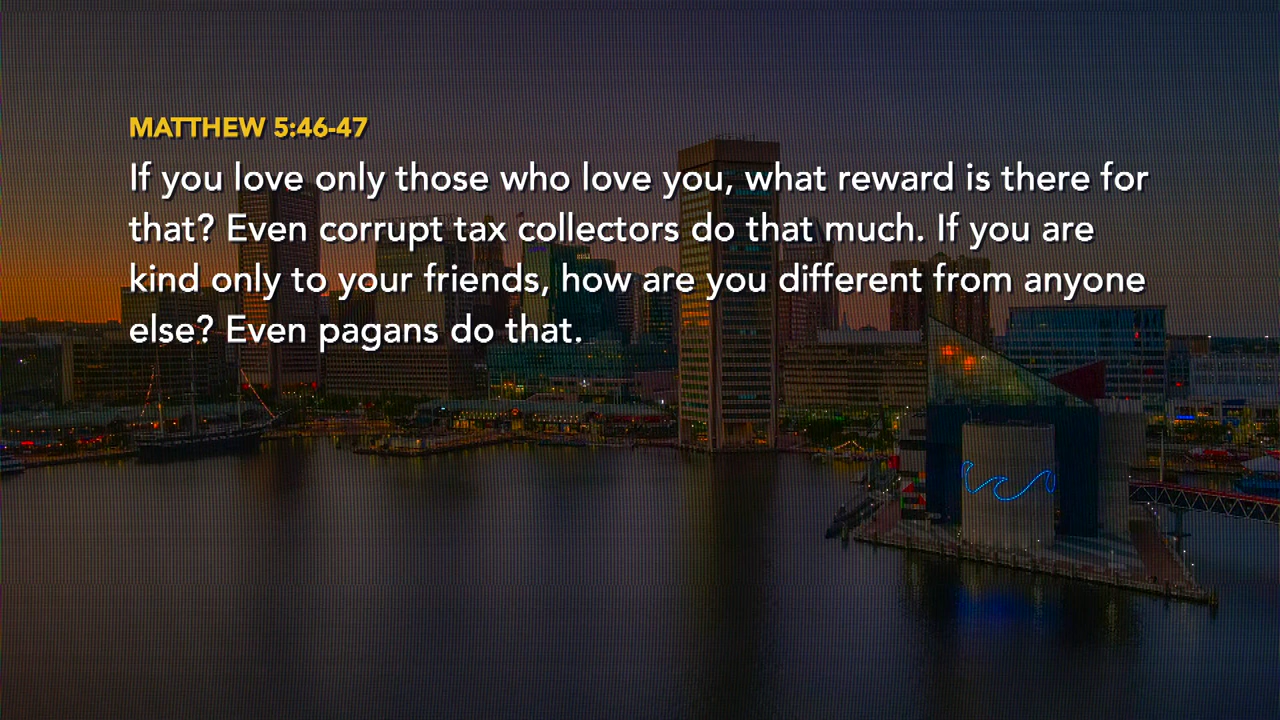 MATTHEW 5:46-47
If you love only those who love you, what reward is there for
that? Even corrupt tax collectors do that much. If you are
kind only to your friends, how are you different from anyone
else? Even pagans do that.